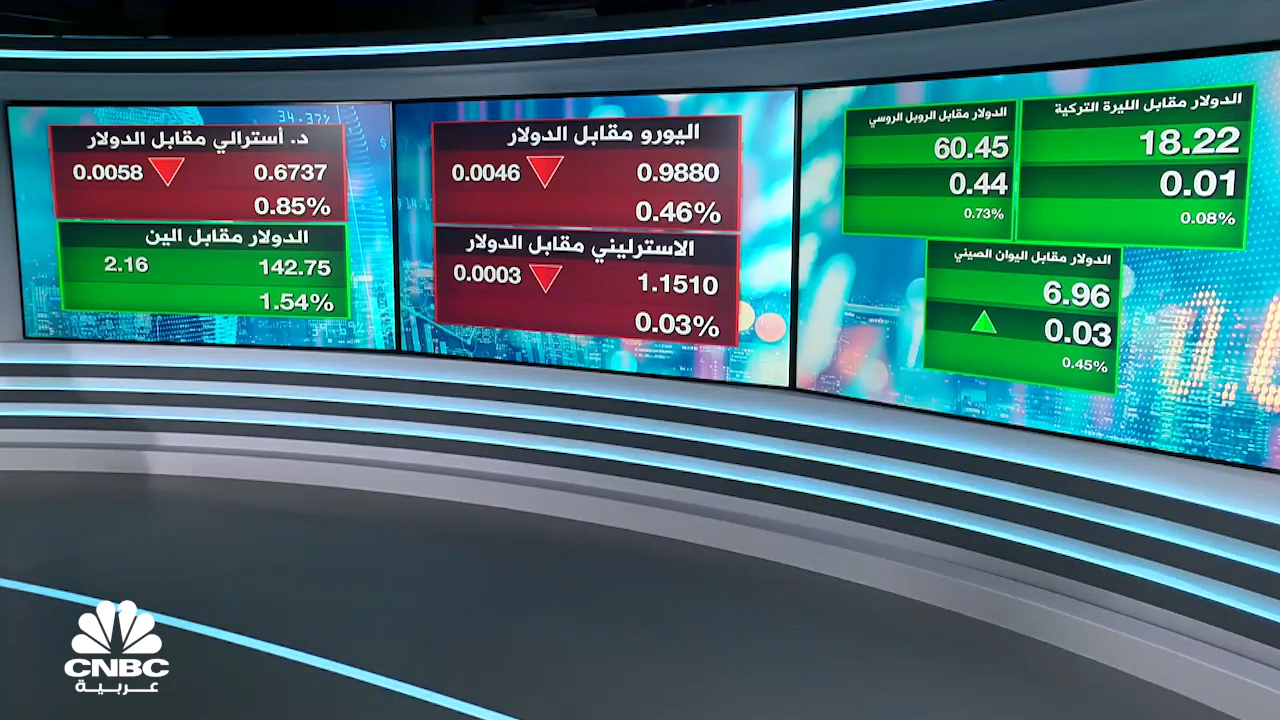 الدولار مقابل الليرة التركية
18.22
0.01
0.08%
الدولار مقابل الروبل الروسي
60.45
0.44
0.73%
الدولار مقابل اليوان الصيني
6.96
0.03
0.45%
اليورو مقابل الدولار
0.9880 0.0046
0.46%
الاسترليني مقابل الدولار
1.1510 0.0003
0.03%
د. أسترالي مقابل الدولار
0.6737 0.0058
0.85%
الدولار مقابل الين
142.75 2.16
1.54%
34.37%
CNBC
عربية